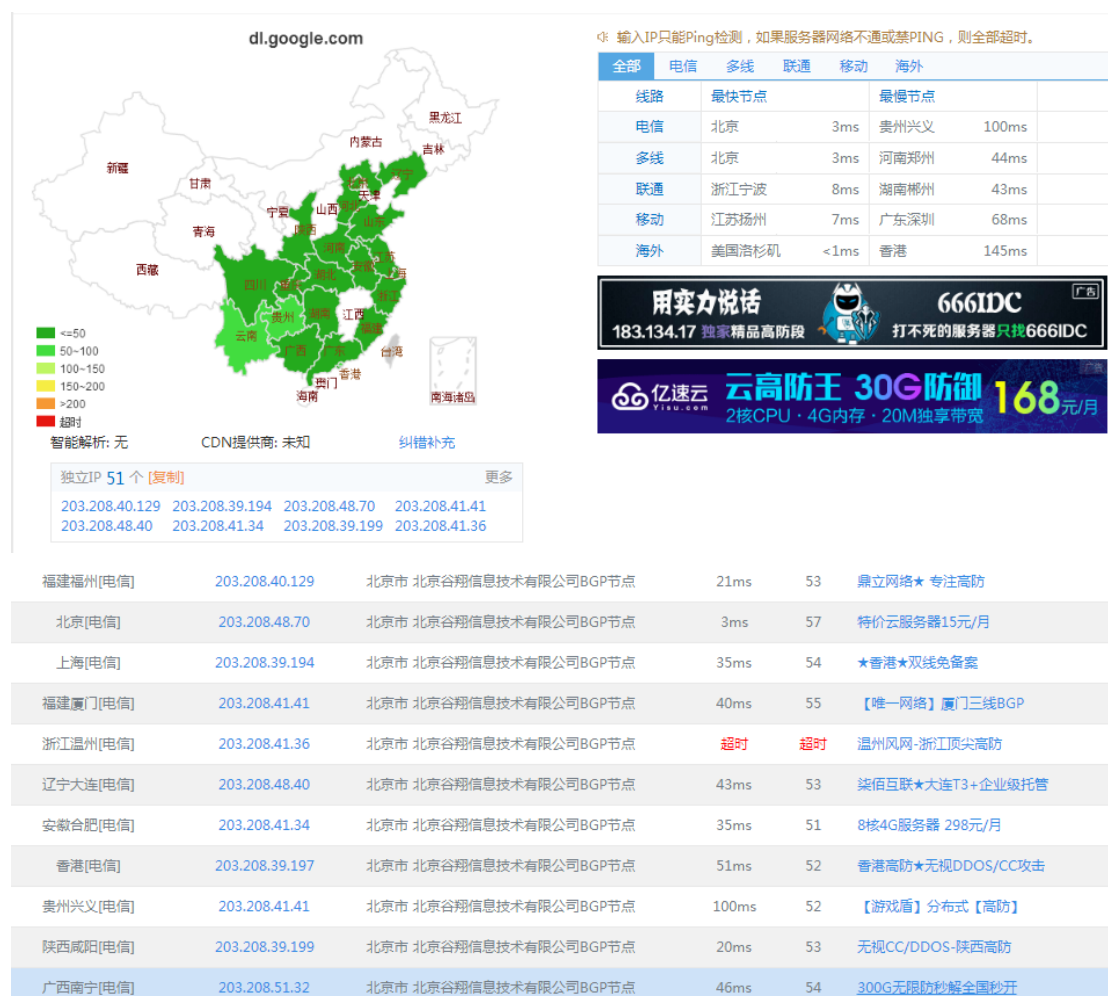 dl.google.com
黑龙江
内蒙古
吉林
新疆
甘肃
辽宁
北京
天津
宁夏
山西
河北
山东
青海
陕西
河南
江苏
西藏
安徽
上海
四川
重庆
湖北
浙江
贵州
湖南
江西
云南
福建
广西
广东
台湾
香港
澳门
海南
南海诸岛
<=50
50~100
100~150
150~200
>200
超时
智能解析: 无 CDN提供商: 未知 纠错补充
独立IP 51 个 [复制] 更多
203.208.40.129 203.208.39.194 203.208.48.70 203.208.41.41
203.208.48.40 203.208.41.34 203.208.39.199 203.208.41.36
输入IP只能Ping检测，如果服务器网络不通或禁PING，则全部超时。
全部 电信 多线 联通 移动 海外
线路 最快节点 最慢节点
电信 北京 3ms 贵州兴义 100ms
多线 北京 3ms 河南郑州 44ms
联通 浙江宁波 8ms 湖南郴州 43ms
移动 江苏扬州 7ms 广东深圳 68ms
海外 美国洛杉矶 <1ms 香港 145ms
用实力说话 666IDC 广告
183.134.17 独家精品高防段 打不死的服务器只找666IDC
亿速云 Yisu.com 云高防王 30G防御 168元/月 广告
2核CPU · 4G内存 · 20M独享带宽
福建福州[电信] 203.208.40.129 北京市 北京谷翔信息技术有限公司BGP节点 21ms 53 鼎立网络★ 专注高防
北京[电信] 203.208.48.70 北京市 北京谷翔信息技术有限公司BGP节点 3ms 57 特价云服务器15元/月
上海[电信] 203.208.39.194 北京市 北京谷翔信息技术有限公司BGP节点 35ms 54 ★香港★双线免备案
福建厦门[电信] 203.208.41.41 北京市 北京谷翔信息技术有限公司BGP节点 40ms 55 【唯一网络】厦门三线BGP
浙江温州[电信] 203.208.41.36 北京市 北京谷翔信息技术有限公司BGP节点 超时 超时 温州风网-浙江顶尖高防
辽宁大连[电信] 203.208.48.40 北京市 北京谷翔信息技术有限公司BGP节点 43ms 53 柒佰互联★大连T3+企业级托管
安徽合肥[电信] 203.208.41.34 北京市 北京谷翔信息技术有限公司BGP节点 35ms 51 8核4G服务器 298元/月
香港[电信] 203.208.39.197 北京市 北京谷翔信息技术有限公司BGP节点 51ms 52 香港高防★无视DDOS/CC攻击
贵州兴义[电信] 203.208.41.41 北京市 北京谷翔信息技术有限公司BGP节点 100ms 52 【游戏盾】分布式【高防】
陕西咸阳[电信] 203.208.39.199 北京市 北京谷翔信息技术有限公司BGP节点 20ms 53 无视CC/DDOS-陕西高防
广西南宁[电信] 203.208.51.32 北京市 北京谷翔信息技术有限公司BGP节点 46ms 54 300G无限防秒解全国秒开